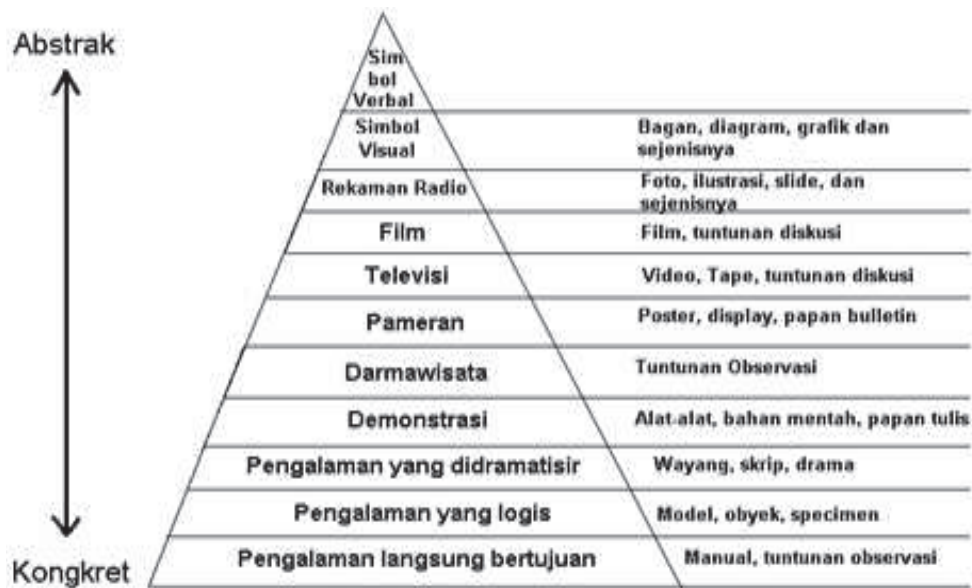 Abstrak
Sim
bol
Verbal
Simbol
Visual
Bagan, diagram, grafik dan
sejenisnya
Rekaman Radio
Foto, ilustrasi, slide, dan
sejenisnya
Film
Film, tuntunan diskusi
Televisi
Video, Tape, tuntunan diskusi
Pameran
Poster, display, papan bulletin
Darmawisata
Tuntunan Observasi
Demonstrasi
Alat-alat, bahan mentah, papan tulis
Pengalaman yang didramatisir
Wayang, skrip, drama
Pengalaman yang logis
Model, obyek, specimen
Pengalaman langsung bertujuan
Manual, tuntunan observasi
Kongkret